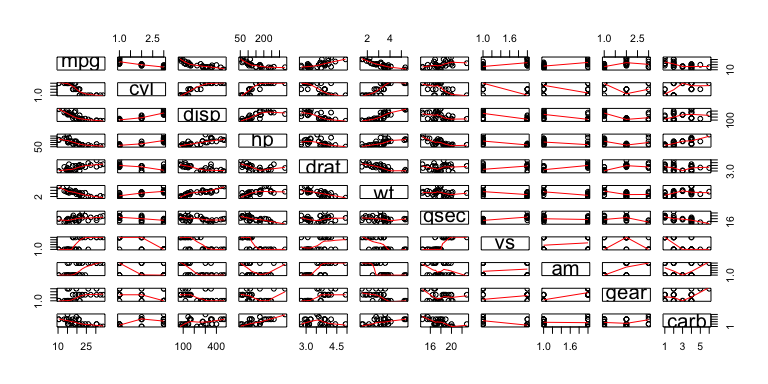 1.0 2.5 50 200 2 4 1.0 1.6 1.0 2.5
mpg 10
1.0 cyl
disp 100
50 hp
drat 3.0
2 wt
qsec 16
1.0 vs
am 1.0
1.0 gear
carb 1
10 25 100 400 3.0 4.5 16 20 1.0 1.6 1 3 5